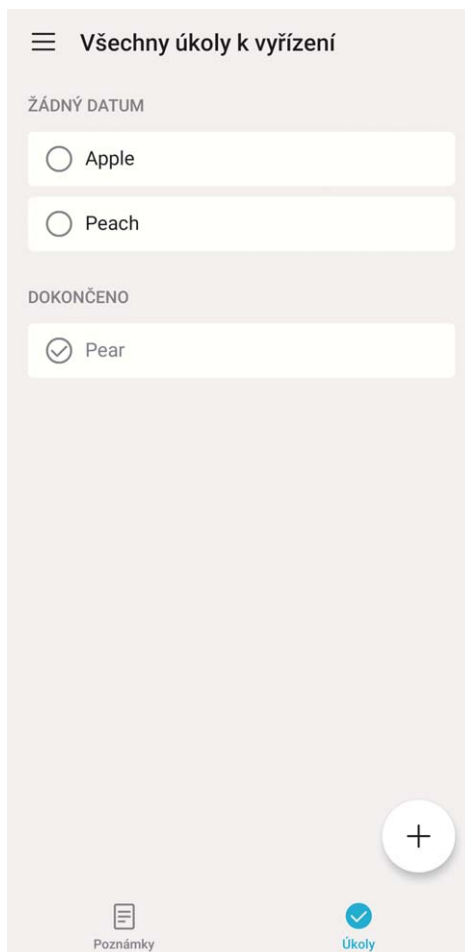 Všechny úkoly k vyřízení
ŽÁDNÝ DATUM
Apple
Peach
DOKONČENO
Pear
Poznámky
Úkoly